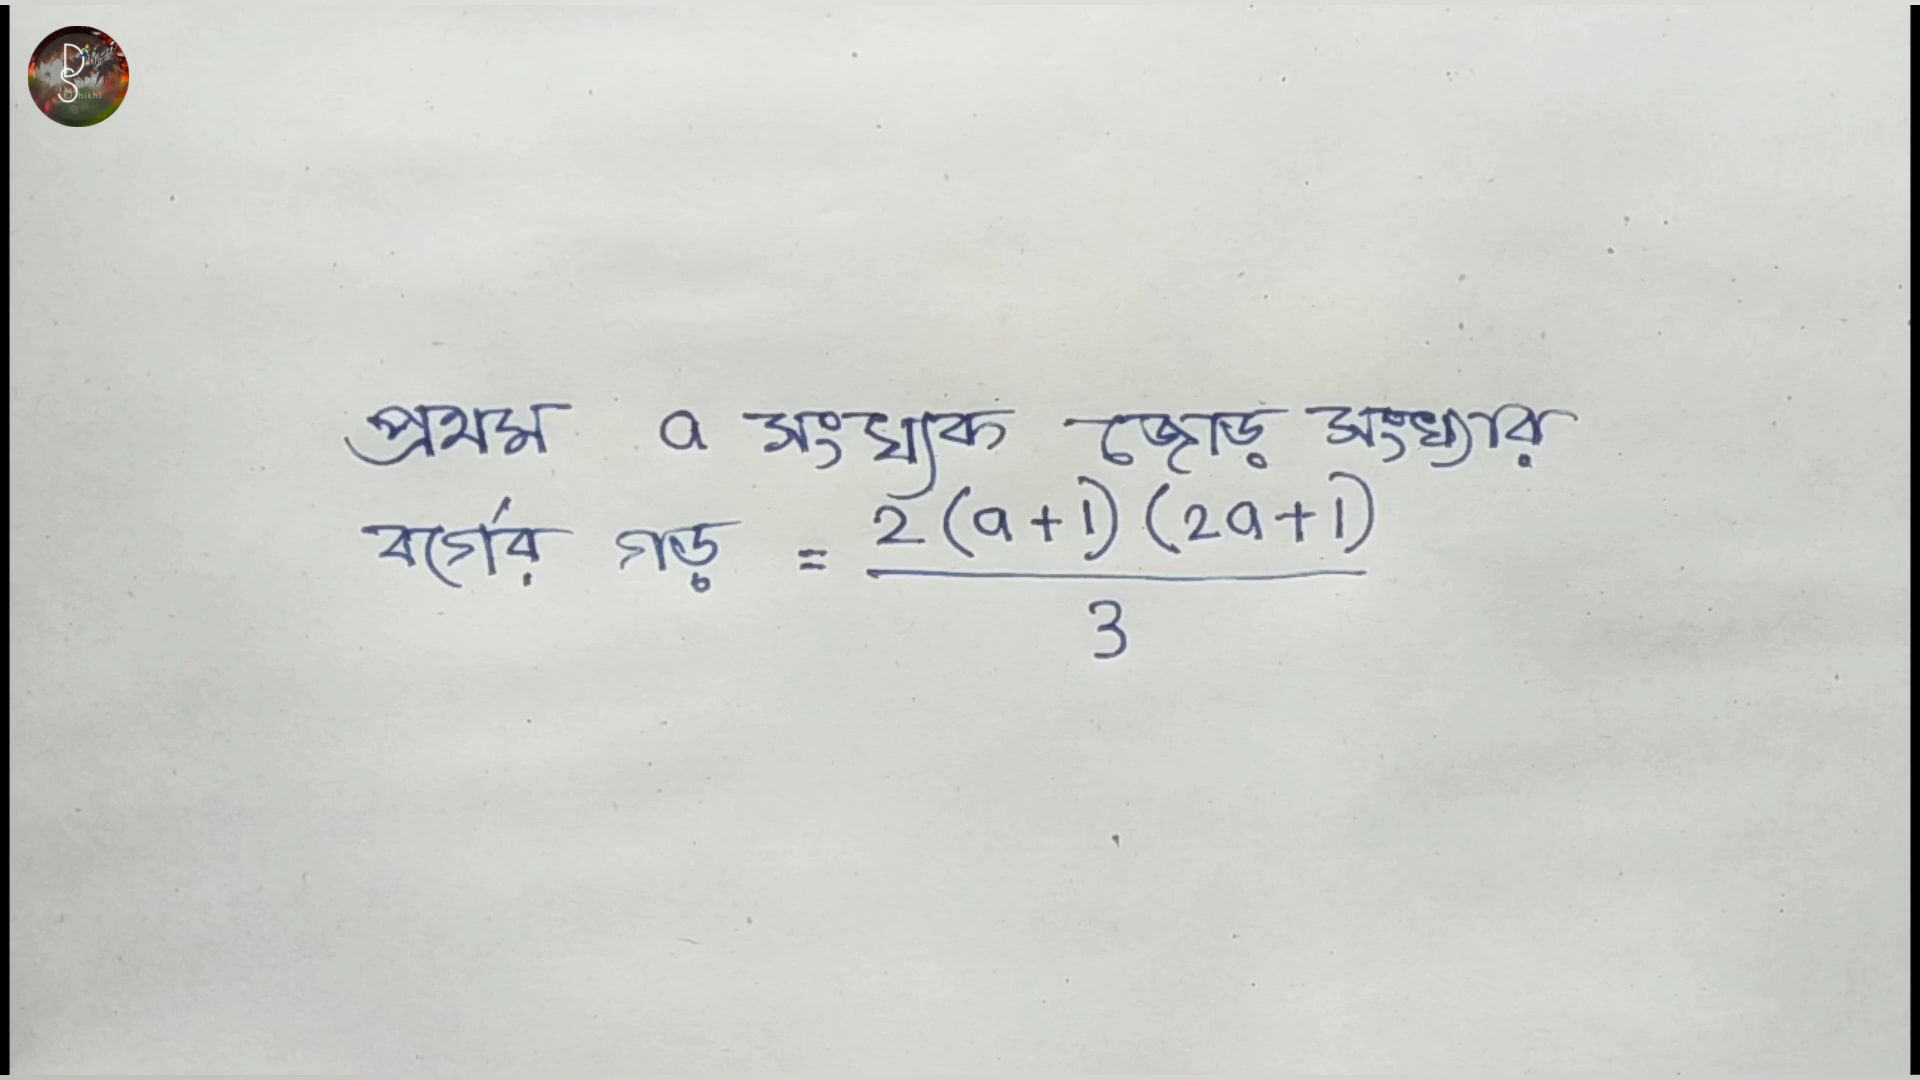 প্রথম a সংখ্যক জোড় সংখ্যার
বর্গের গড় = 2(a+1)(2a+1)
3